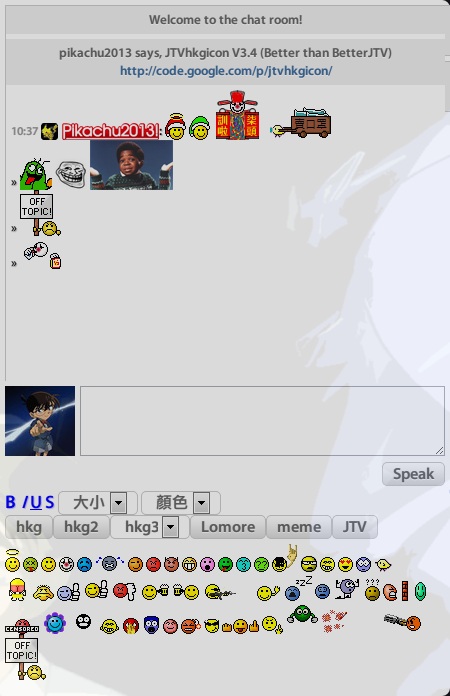 Welcome to the chat room!
pikachu2013 says, JTVhkgicon V3.4 (Better than BetterJTV)
http://code.google.com/p/jtvhkgicon/
10:37 Pikachu2013!:
»
OFF
TOPIC!
»
»
Speak
B I U S 大小 顏色
hkg hkg2 hkg3 Lomore meme JTV
zzZ
???
CENSORED
OFF
TOPIC!